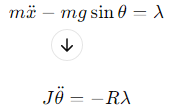 mẍ − mg sin θ = λ
↓
Jθ̈ = −Rλ